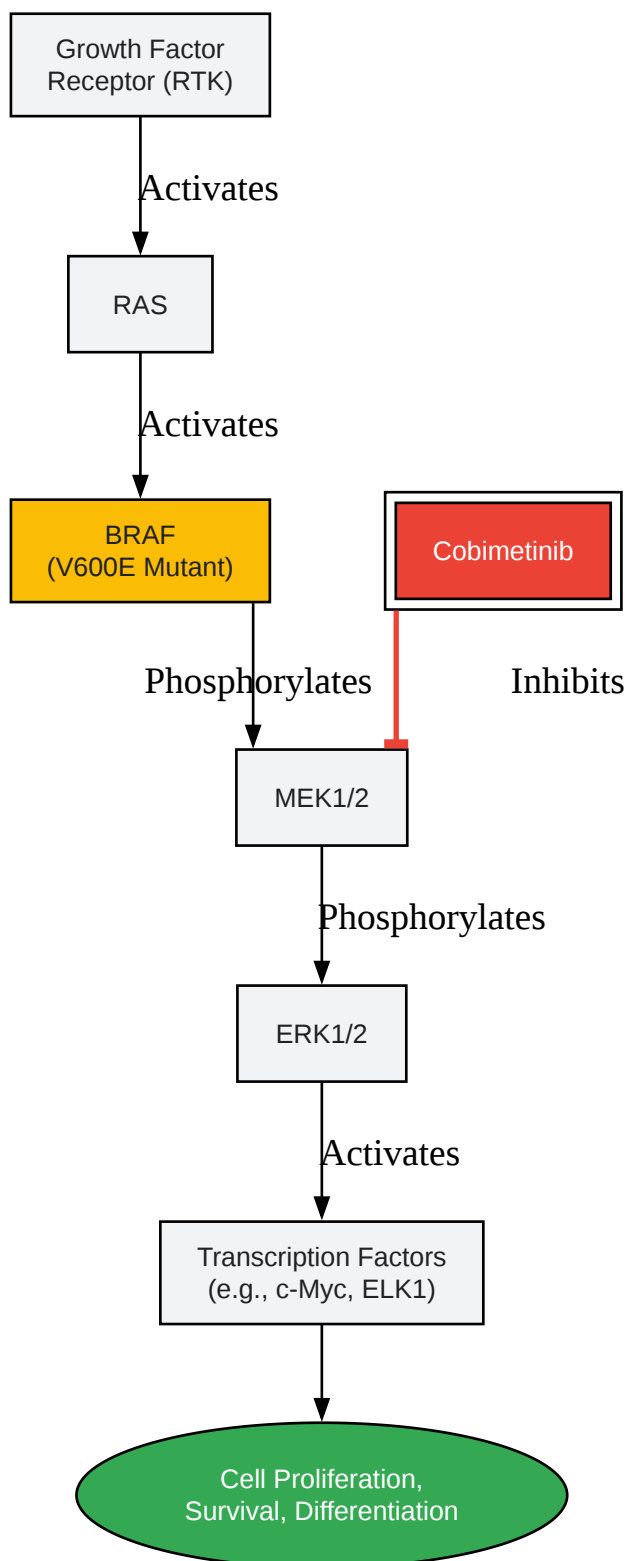 Growth Factor
Receptor (RTK)
Activates
RAS
Activates
BRAF
(V600E Mutant)
Cobimetinib
Phosphorylates
Inhibits
MEK1/2
Phosphorylates
ERK1/2
Activates
Transcription Factors
(e.g., c-Myc, ELK1)
Cell Proliferation,
Survival, Differentiation